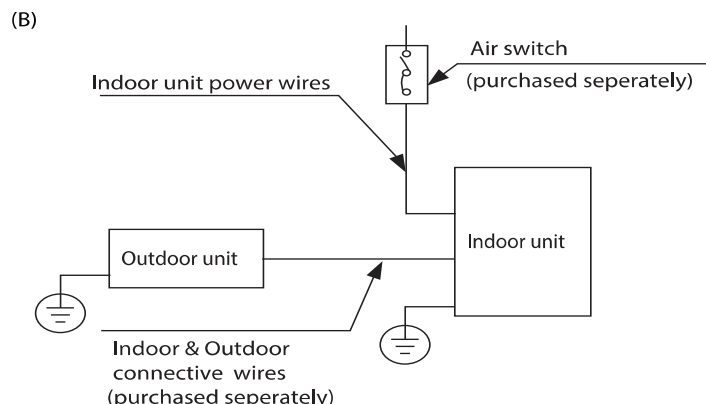 (B)
Air switch
(purchased seperately)
Indoor unit power wires
Indoor unit
Outdoor unit
Indoor & Outdoor
connective wires
(purchased seperately)